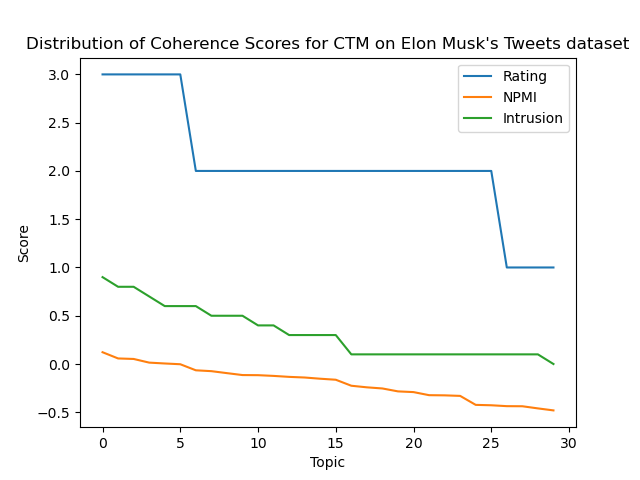 Distribution of Coherence Scores for CTM on Elon Musk's Tweets dataset
Rating
NPMI
Intrusion
3.0
2.5
2.0
1.5
1.0
0.5
0.0
−0.5
Score
0 5 10 15 20 25 30
Topic